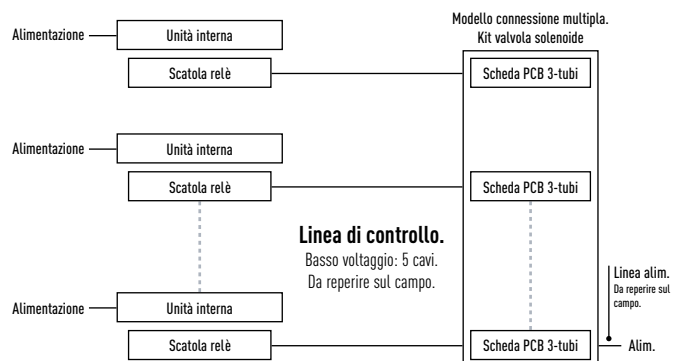 Modello connessione multipla.
Kit valvola solenoide
Alimentazione
Unità interna
Scatola relè
Scheda PCB 3-tubi
Alimentazione
Unità interna
Scatola relè
Scheda PCB 3-tubi
Linea di controllo.
Basso voltaggio: 5 cavi.
Da reperire sul campo.
Linea alim.
Da reperire sul
campo.
Alimentazione
Unità interna
Scatola relè
Scheda PCB 3-tubi
Alim.